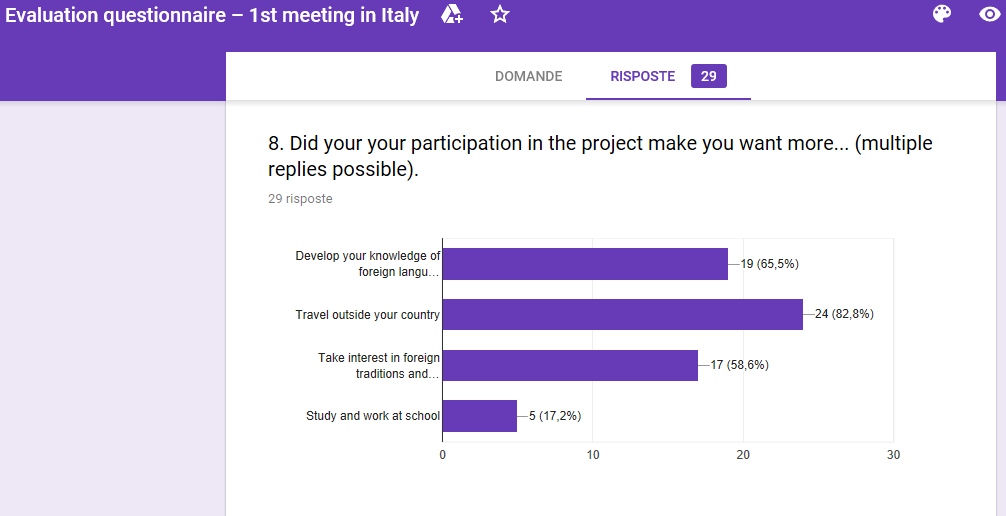 Evaluation questionnaire – 1st meeting in Italy
DOMANDE
RISPOSTE
29
8. Did your your participation in the project make you want more... (multiple
replies possible).
29 risposte
Develop your knowledge of
foreign langu...
19 (65,5%)
Travel outside your country
24 (82,8%)
Take interest in foreign
traditions and...
17 (58,6%)
Study and work at school
5 (17,2%)
0
10
20
30